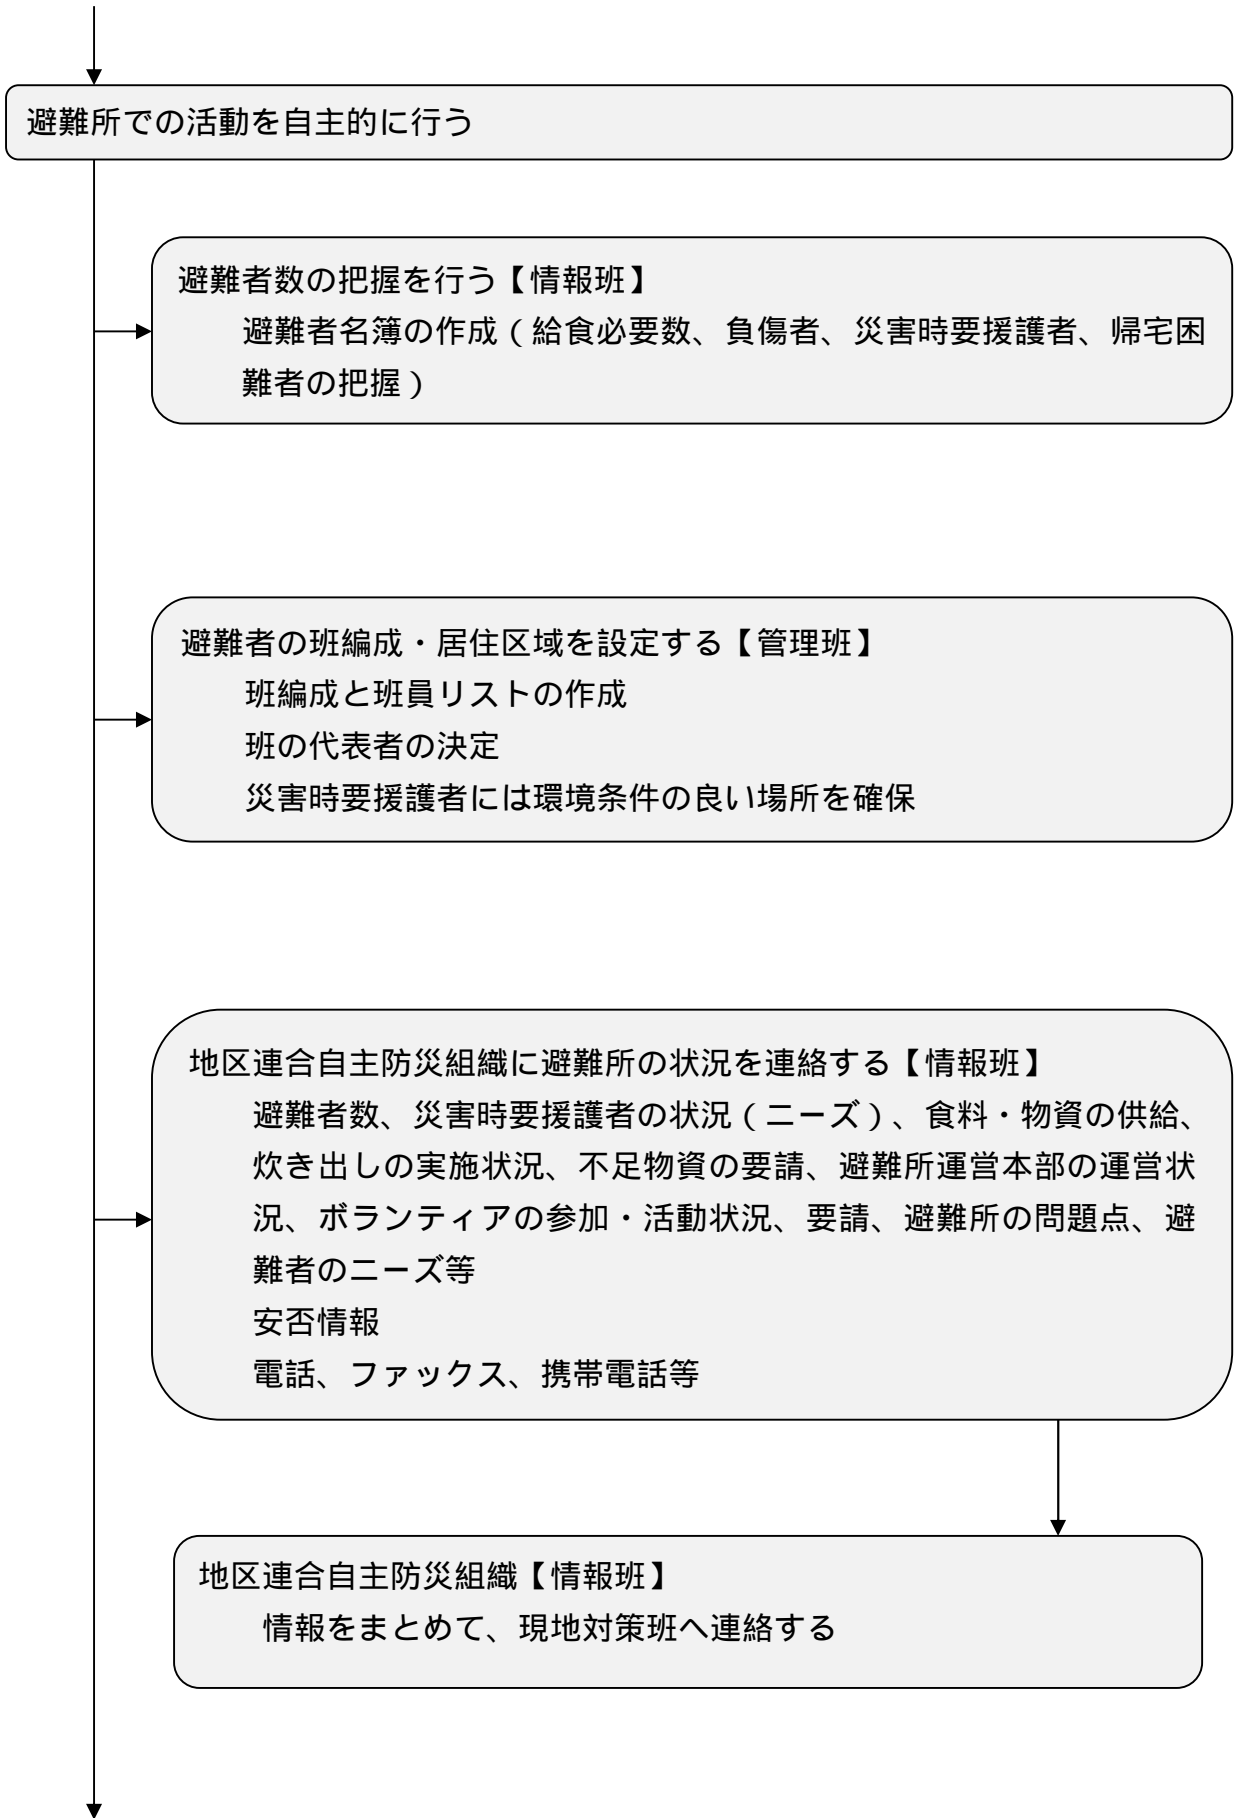 避難所での活動を自主的に行う
避難者数の把握を行う【情報班】
避難者名簿の作成（給食必要数、負傷者、災害時要援護者、帰宅困
難者の把握）
避難者の班編成・居住区域を設定する【管理班】
班編成と班員リストの作成
班の代表者の決定
災害時要援護者には環境条件の良い場所を確保
地区連合自主防災組織に避難所の状況を連絡する【情報班】
避難者数、災害時要援護者の状況（ニーズ）、食料・物資の供給、
炊き出しの実施状況、不足物資の要請、避難所運営本部の運営状
況、ボランティアの参加・活動状況、要請、避難所の問題点、避
難者のニーズ等
安否情報
電話、ファックス、携帯電話等
地区連合自主防災組織【情報班】
情報をまとめて、現地対策班へ連絡する